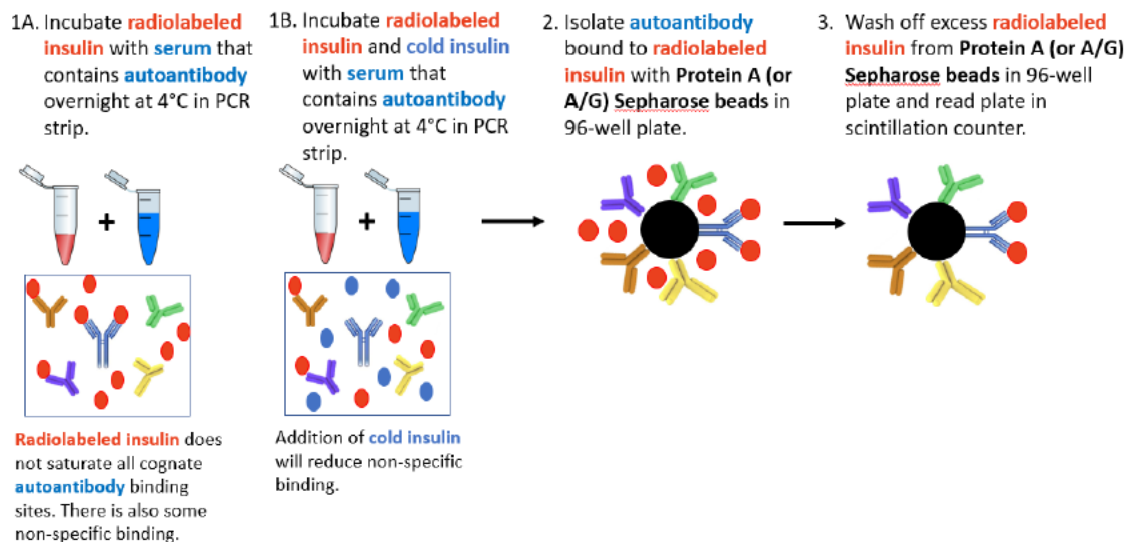 1A. Incubate radiolabeled
insulin with serum that
contains autoantibody
overnight at 4°C in PCR
strip.
1B. Incubate radiolabeled
insulin and cold insulin
with serum that
contains autoantibody
overnight at 4°C in PCR
strip.
2. Isolate autoantibody
bound to radiolabeled
insulin with Protein A (or
A/G) Sepharose beads in
96-well plate.
3. Wash off excess radiolabeled
insulin from Protein A (or A/G)
Sepharose beads in 96-well
plate and read plate in
scintillation counter.
+
+
Radiolabeled insulin does
not saturate all cognate
autoantibody binding
sites. There is also some
non-specific binding.
Addition of cold insulin
will reduce non-specific
binding.